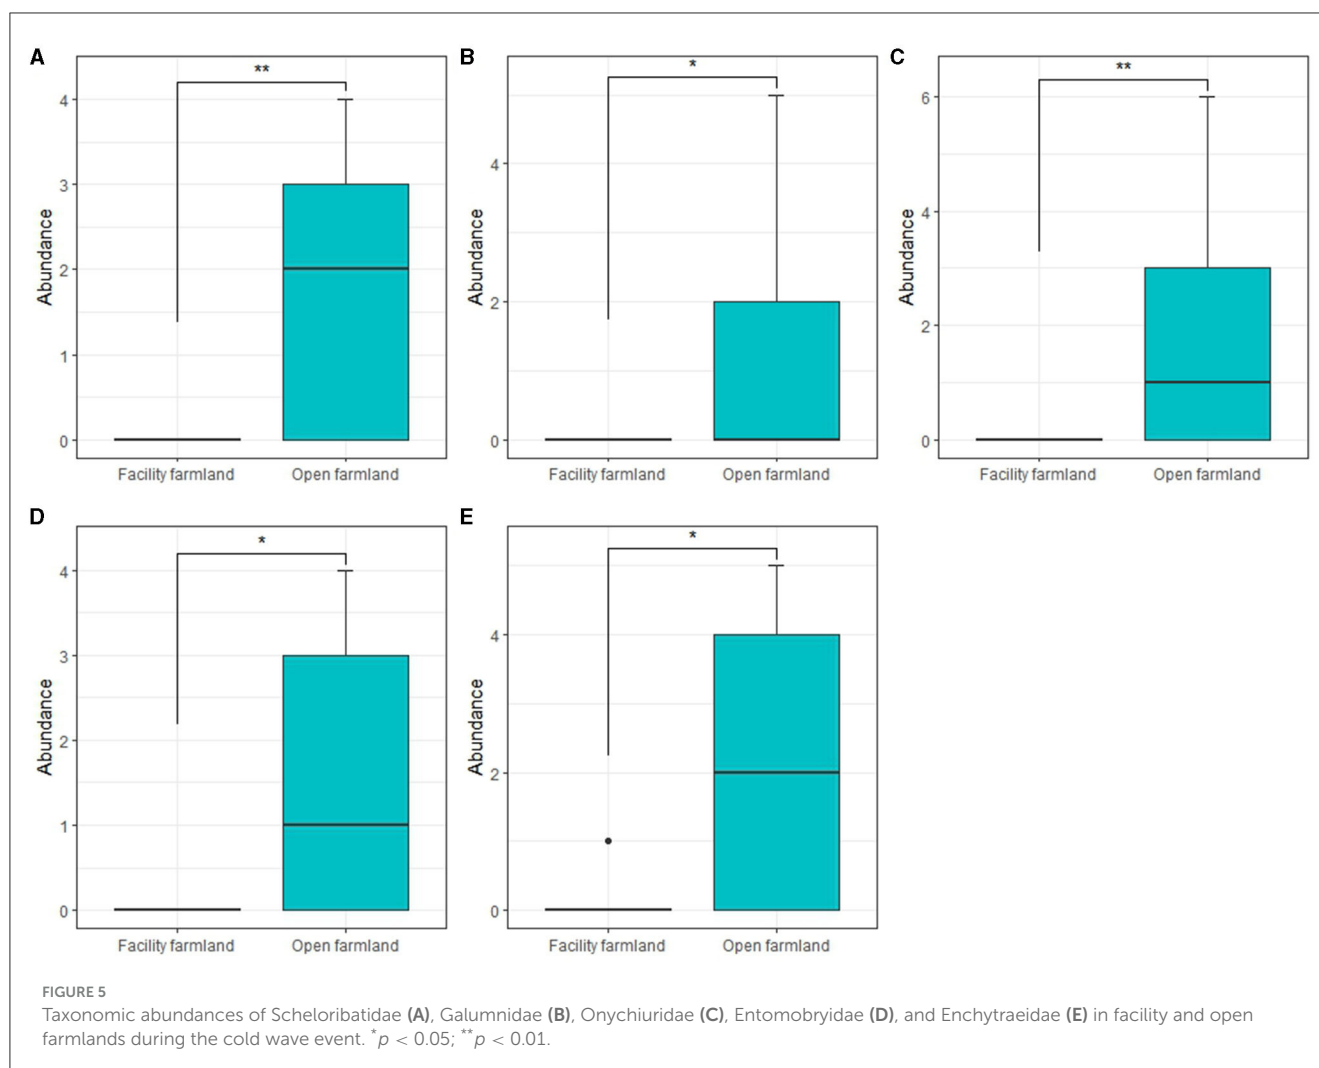 A
**
4
3
2
1
0
Abundance
Facility farmland
Open farmland
B
*
4
2
0
Abundance
Facility farmland
Open farmland
C
**
6
4
2
0
Abundance
Facility farmland
Open farmland
D
*
4
3
2
1
0
Abundance
Facility farmland
Open farmland
E
*
4
2
0
Abundance
Facility farmland
Open farmland
FIGURE 5
Taxonomic abundances of Scheloribatidae (A), Galumnidae (B), Onychiuridae (C), Entomobryidae (D), and Enchytraeidae (E) in facility and open
farmlands during the cold wave event. *p < 0.05; **p < 0.01.